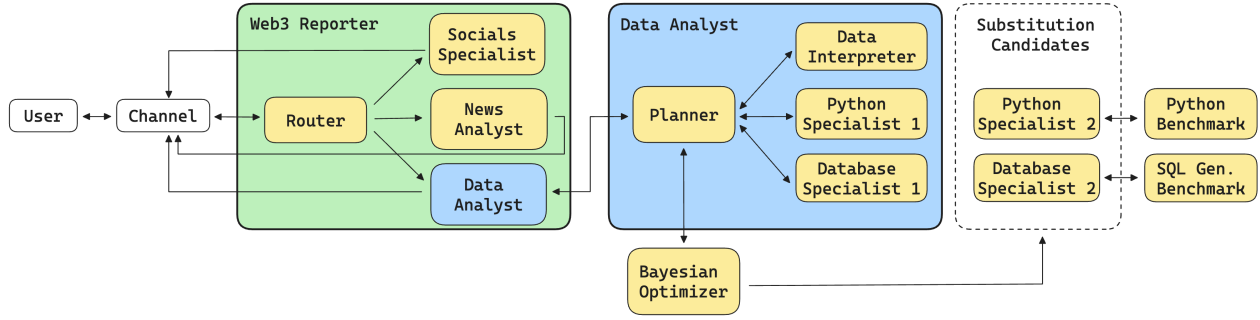 Web3 Reporter
Data Analyst
Substitution
Candidates
User
Channel
Router
Socials
Specialist
News
Analyst
Data
Analyst
Planner
Data
Interpreter
Python
Specialist 1
Database
Specialist 1
Python
Specialist 2
Database
Specialist 2
Python
Benchmark
SQL Gen.
Benchmark
Bayesian
Optimizer